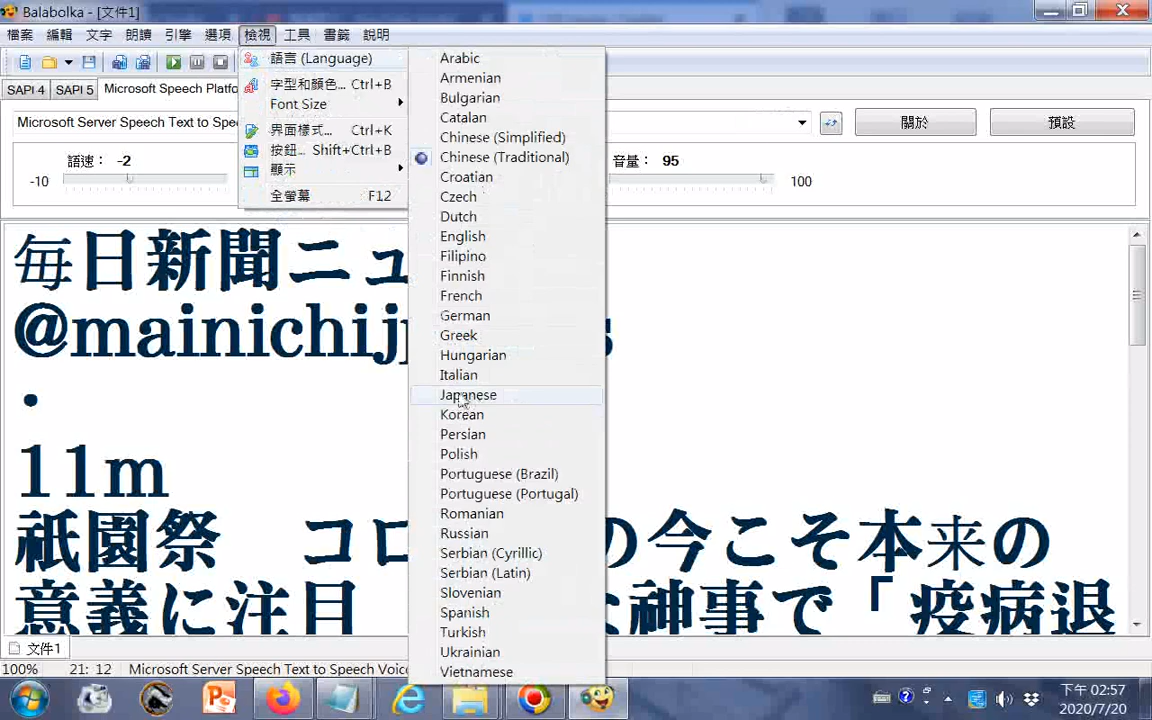 Balabolka - [文件1]
檔案 編輯 文字 朗讀 引擎 選項 檢視 工具 書籤 說明
SAPI 4 SAPI 5 Microsoft Speech Platfo
Microsoft Server Speech Text to Spe
關於 預設
語速： -2
-10
音量： 95
100
語言 (Language)
字型和顏色... Ctrl+B
Font Size
界面樣式... Ctrl+K
按鈕... Shift+Ctrl+B
顯示
全螢幕 F12
Arabic
Armenian
Bulgarian
Catalan
Chinese (Simplified)
Chinese (Traditional)
Croatian
Czech
Dutch
English
Filipino
Finnish
French
German
Greek
Hungarian
Italian
Japanese
Korean
Persian
Polish
Portuguese (Brazil)
Portuguese (Portugal)
Romanian
Russian
Serbian (Cyrillic)
Serbian (Latin)
Slovenian
Spanish
Turkish
Ukrainian
Vietnamese
毎日新聞ニュ
@mainichij s
·
11m
祇園祭 コロ の今こそ本来の
意義に注目 な神事で「疫病退
文件1
100% 21: 12 Microsoft Server Speech Text to Speech Voic
下午 02:57
2020/7/20